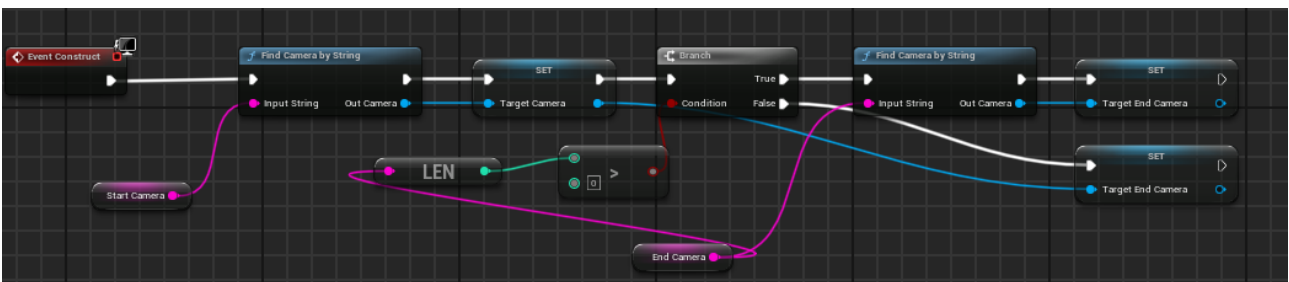 Event Construct
Find Camera by String
Input String
Out Camera
SET
Target Camera
Branch
True
Condition
False
Find Camera by String
Input String
Out Camera
SET
Target End Camera
LEN
0
>
SET
Target End Camera
Start Camera
End Camera